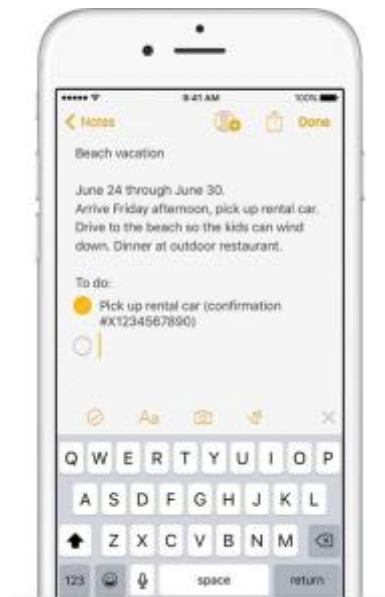 9:41 AM 100%
Notes Done
Beach vacation
June 24 through June 30.
Arrive Friday afternoon, pick up rental car.
Drive to the beach so the kids can wind
down. Dinner at outdoor restaurant.
To do:
Pick up rental car (confirmation
#X1234567890)
Aa
Q W E R T Y U I O P
A S D F G H J K L
Z X C V B N M
123 space return